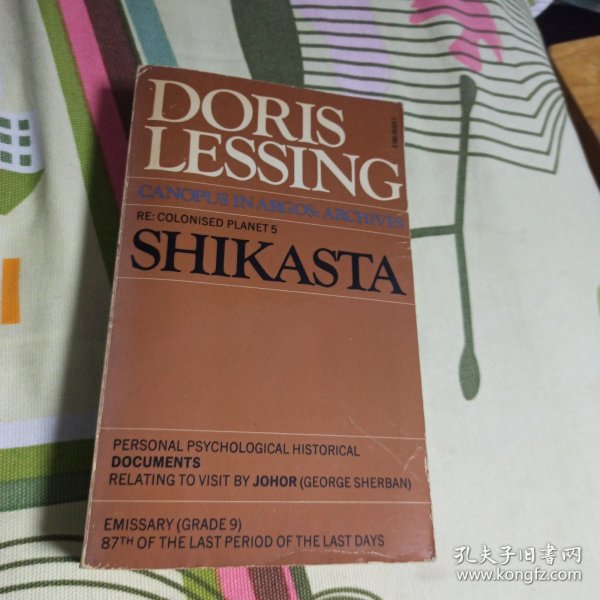 DORIS
LESSING
CANOPUS IN ARGOS: ARCHIVES
RE: COLONISED PLANET 5
SHIKASTA
PERSONAL PSYCHOLOGICAL HISTORICAL
DOCUMENTS
RELATING TO VISIT BY JOHOR (GEORGE SHERBAN)
EMISSARY (GRADE 9)
87TH OF THE LAST PERIOD OF THE LAST DAYS
孔夫子旧书网
www.kongfz.com